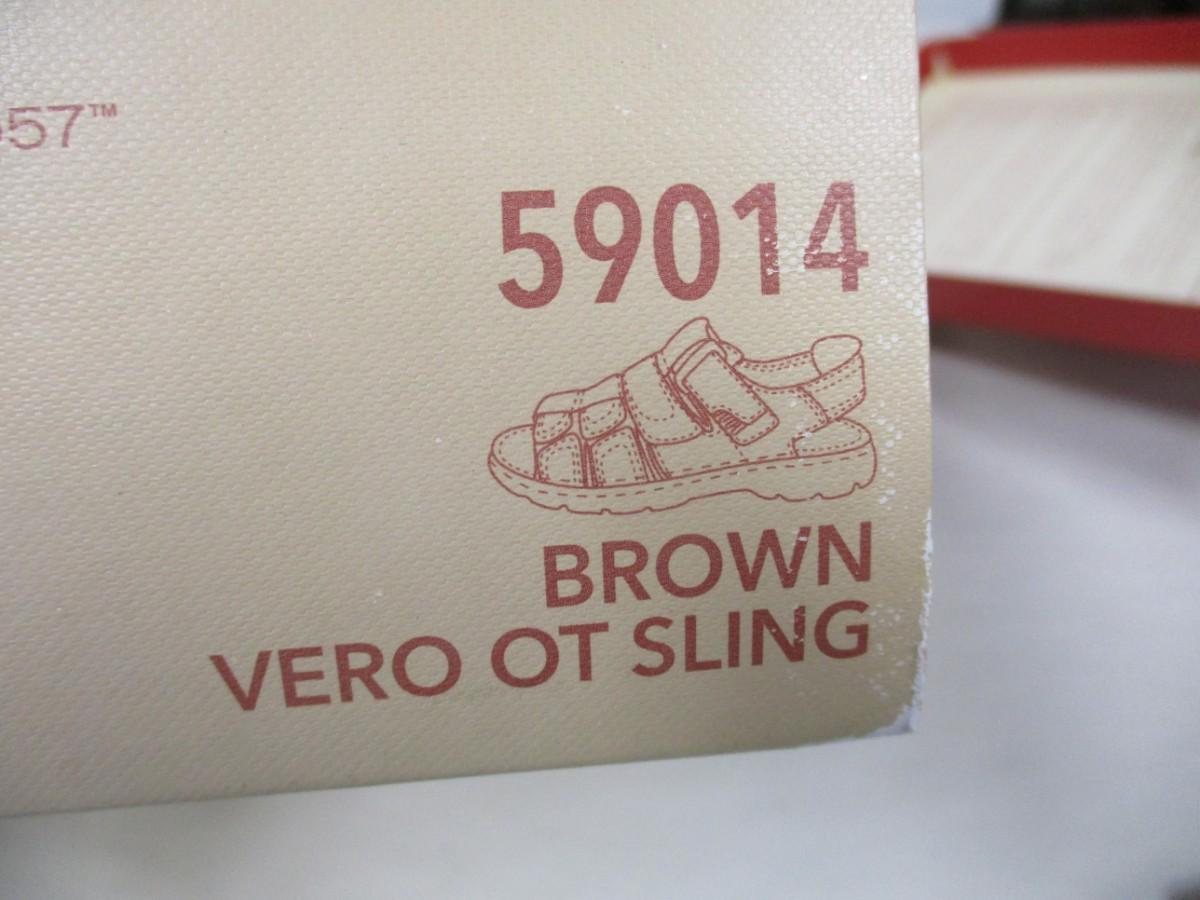 57™
59014
BROWN
VERO OT SLING